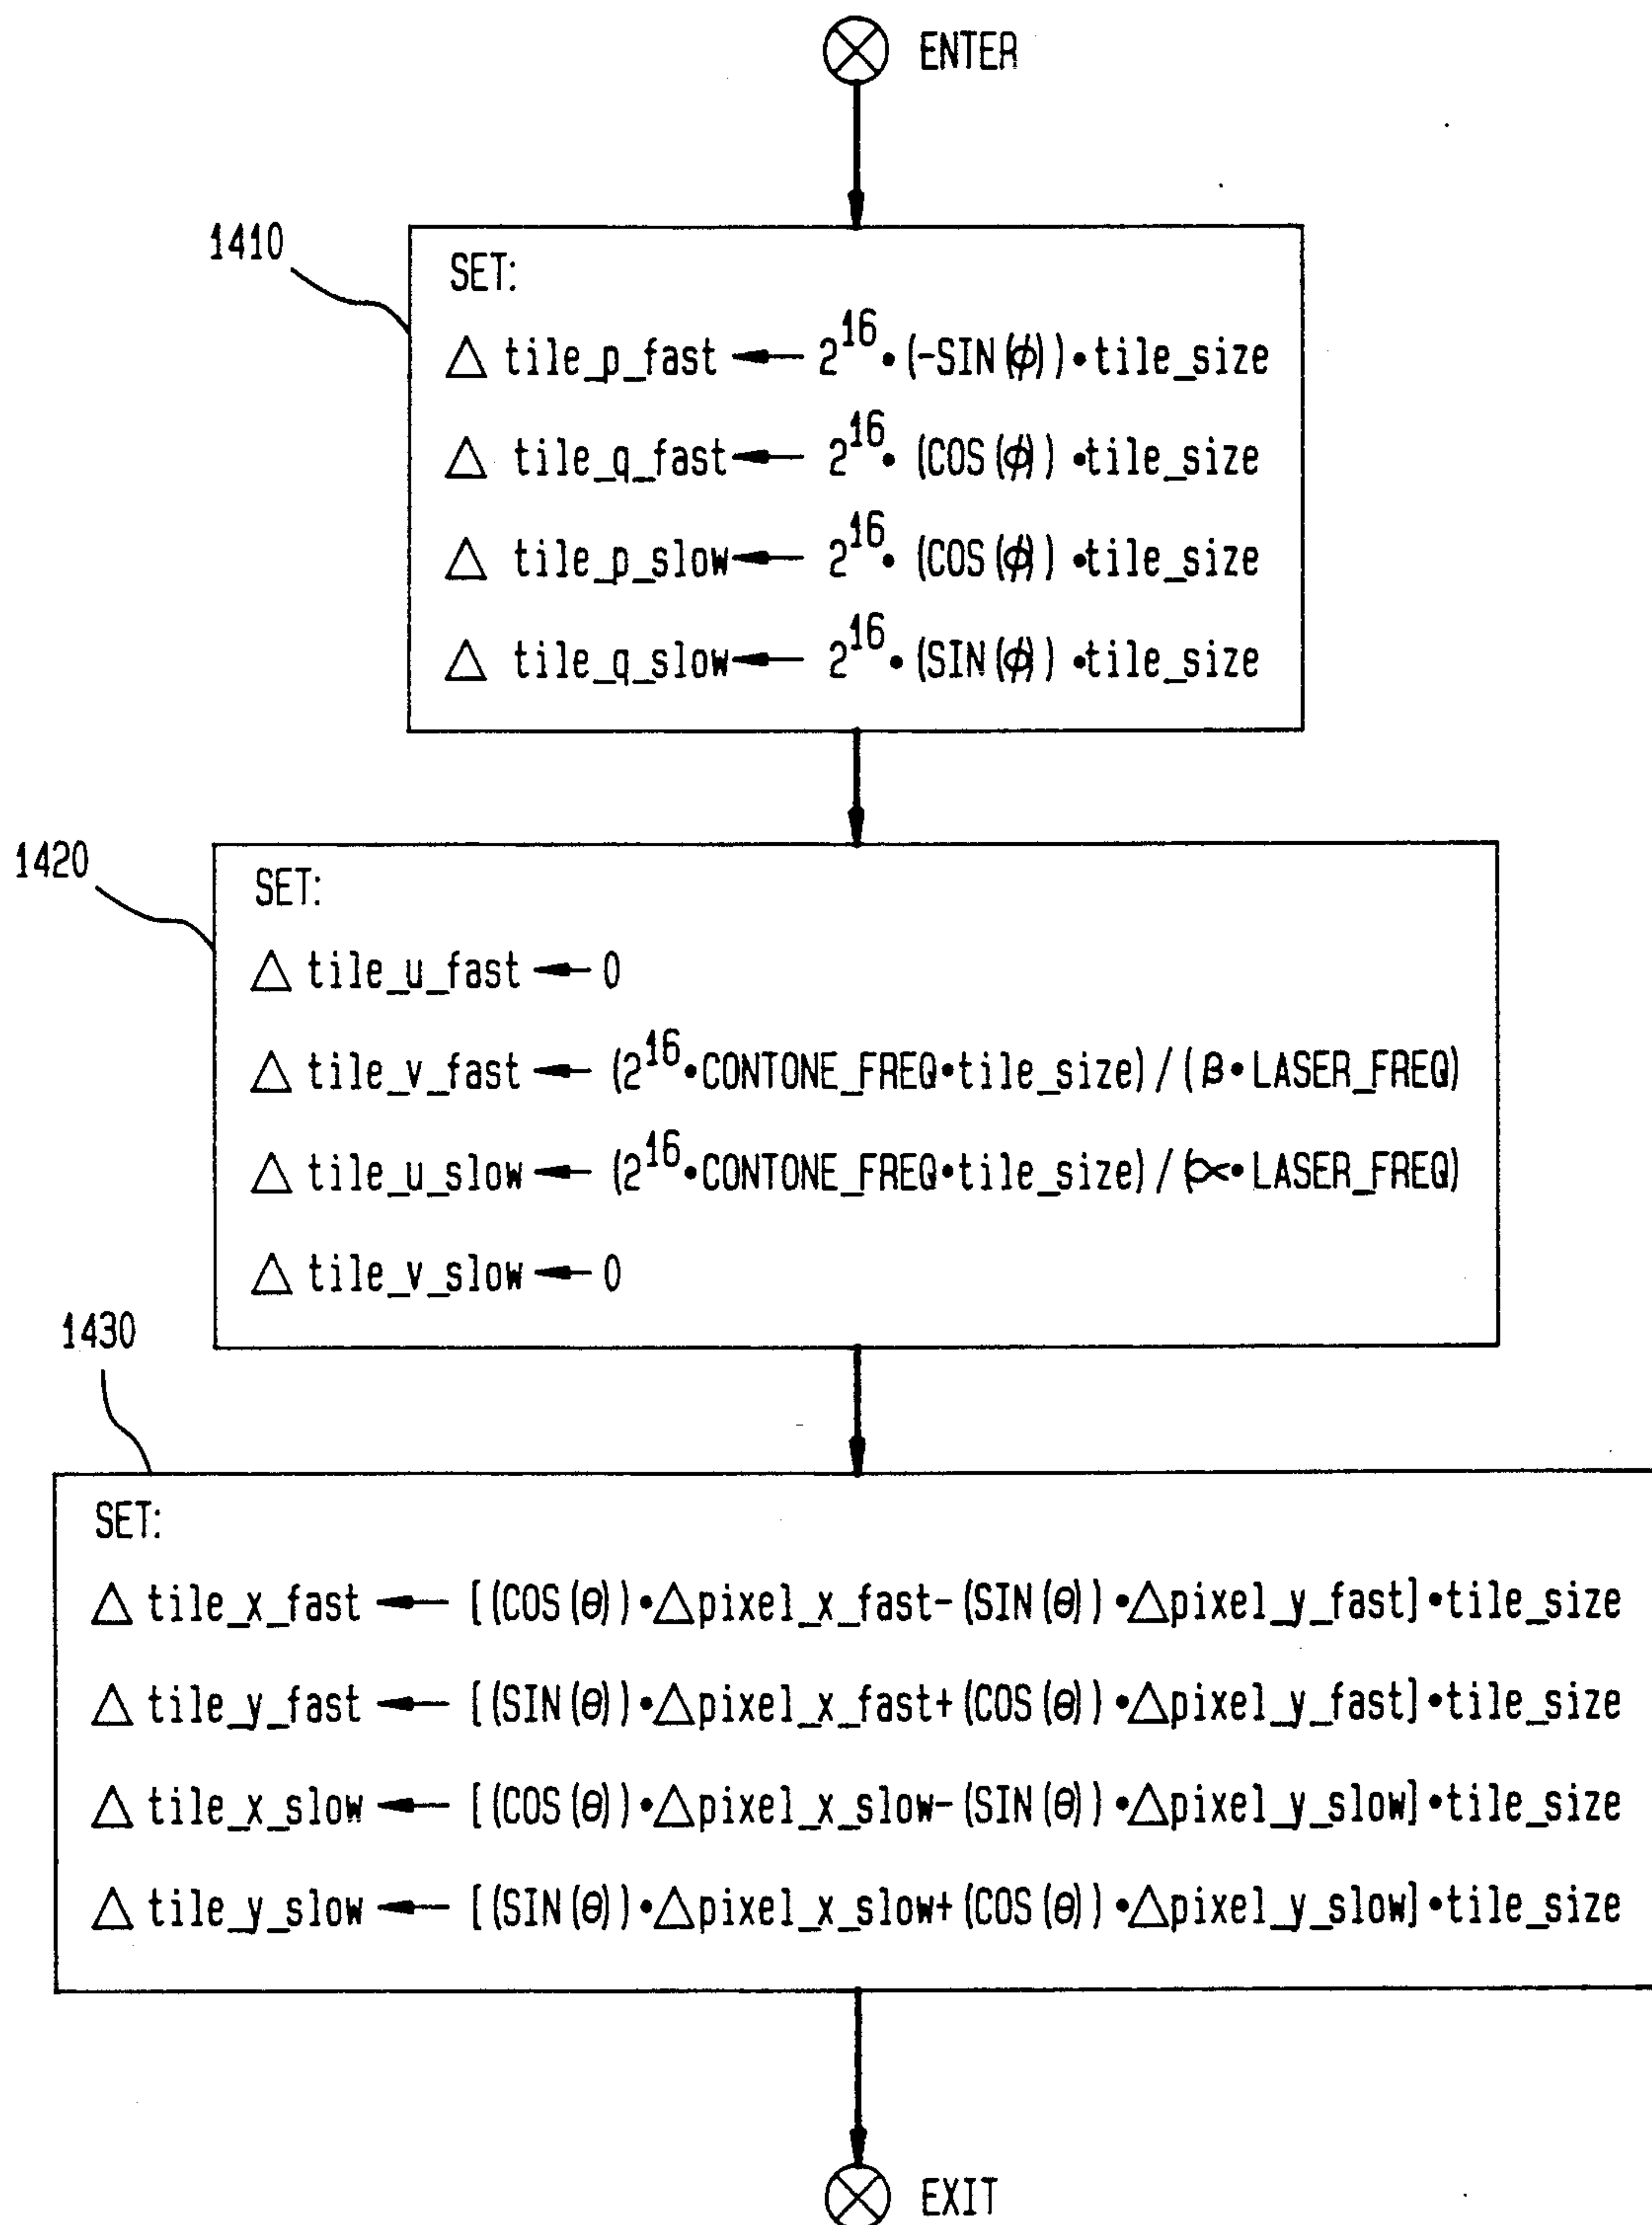 ENTER
1410
SET:
△ tile_p_fast ← 2^16•(-SIN(ϕ))•tile_size
△ tile_q_fast ← 2^16•(COS(ϕ))•tile_size
△ tile_p_slow ← 2^16•(COS(ϕ))•tile_size
△ tile_q_slow ← 2^16•(SIN(ϕ))•tile_size
1420
SET:
△ tile_u_fast ← 0
△ tile_v_fast ← (2^16•CONTONE_FREQ•tile_size)/(β•LASER_FREQ)
△ tile_u_slow ← (2^16•CONTONE_FREQ•tile_size)/(∝•LASER_FREQ)
△ tile_v_slow ← 0
1430
SET:
△ tile_x_fast ← [(COS(θ))•△pixel_x_fast-(SIN(θ))•△pixel_y_fast]•tile_size
△ tile_y_fast ← [(SIN(θ))•△pixel_x_fast+(COS(θ))•△pixel_y_fast]•tile_size
△ tile_x_slow ← [(COS(θ))•△pixel_x_slow-(SIN(θ))•△pixel_y_slow]•tile_size
△ tile_y_slow ← [(SIN(θ))•△pixel_x_slow+(COS(θ))•△pixel_y_slow]•tile_size
EXIT